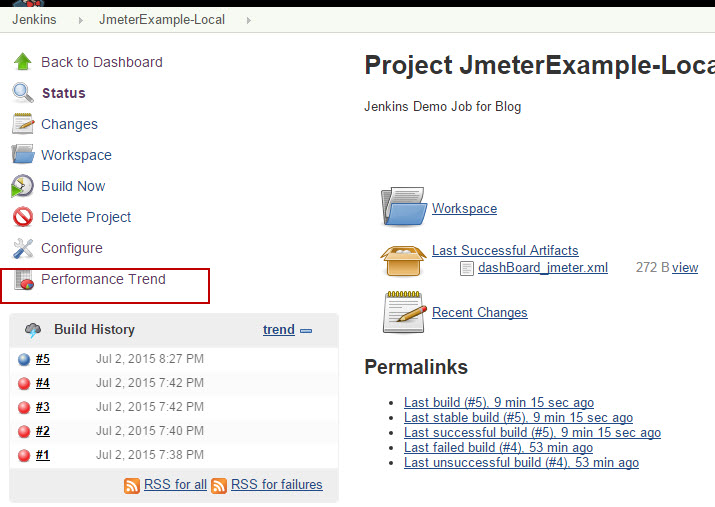 Jenkins JmeterExample-Local
Back to Dashboard
Status
Changes
Workspace
Build Now
Delete Project
Configure
Performance Trend
Build History trend
#5 Jul 2, 2015 8:27 PM
#4 Jul 2, 2015 7:42 PM
#3 Jul 2, 2015 7:42 PM
#2 Jul 2, 2015 7:40 PM
#1 Jul 2, 2015 7:38 PM
RSS for all RSS for failures
Project JmeterExample-Loca
Jenkins Demo Job for Blog
Workspace
Last Successful Artifacts
dashBoard_jmeter.xml 272 B view
Recent Changes
Permalinks
Last build (#5), 9 min 15 sec ago
Last stable build (#5), 9 min 15 sec ago
Last successful build (#5), 9 min 15 sec ago
Last failed build (#4), 53 min ago
Last unsuccessful build (#4), 53 min ago